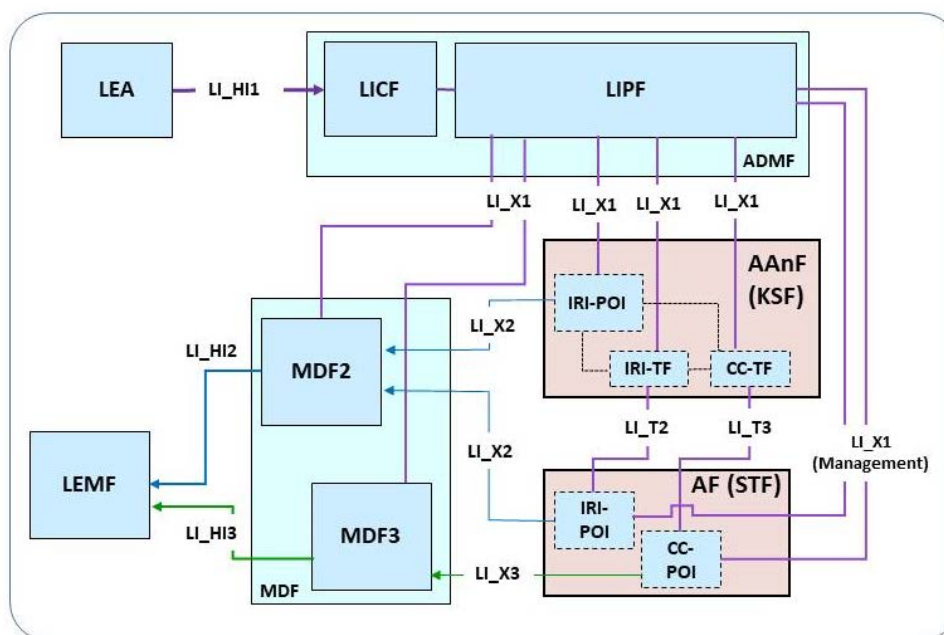 LEA
LI_HI1
LICF
LIPF
ADMF
LI_X1
LI_X1
LI_X1
LI_X1
AAnF
(KSF)
IRI-POI
LI_X2
LI_HI2
MDF2
IRI-TF
CC-TF
LI_T2
LI_T3
LI_X1
(Management)
LI_X2
LEMF
AF (STF)
IRI-
POI
MDF3
LI_HI3
CC-
POI
LI_X3
MDF